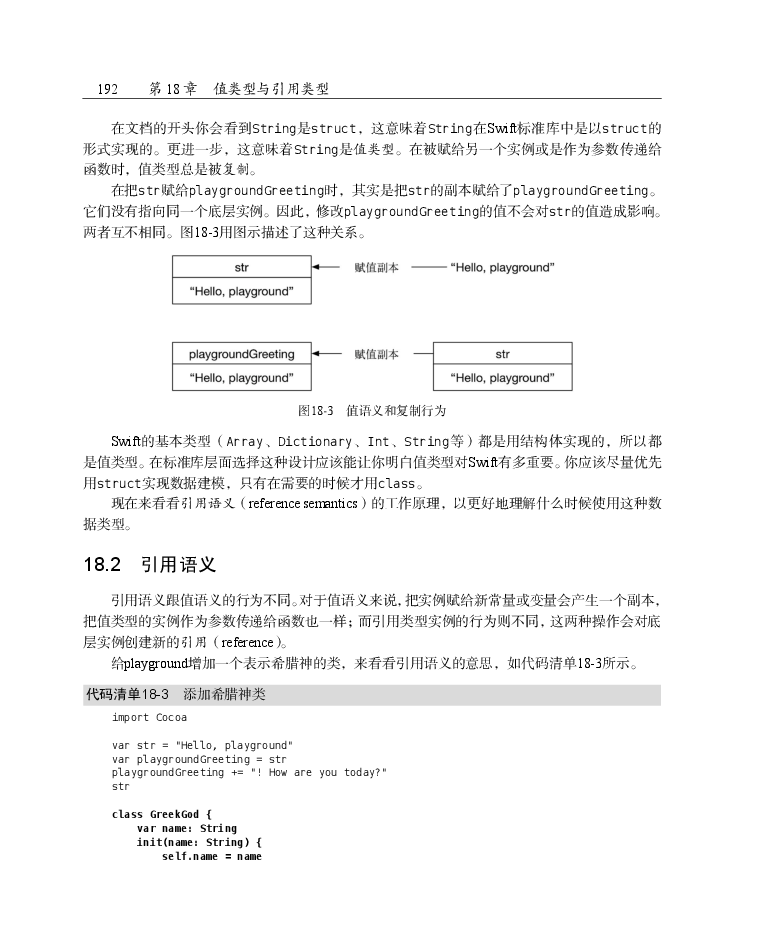 192 第 18 章 值类型与引用类型
在文档的开头你会看到String是struct，这意味着String在Swift标准库中是以struct的
形式实现的。更进一步，这意味着String是值类型。在被赋给另一个实例或是作为参数传递给
函数时，值类型总是被复制。
在把str赋给playgroundGreeting时，其实是把str的副本赋给了playgroundGreeting。
它们没有指向同一个底层实例。因此，修改playgroundGreeting的值不会对str的值造成影响。
两者互不相同。图18-3用图示描述了这种关系。
str 赋值副本 “Hello, playground”
“Hello, playground”
playgroundGreeting 赋值副本 str
“Hello, playground” “Hello, playground”
图18-3 值语义和复制行为
Swift的基本类型（Array、Dictionary、Int、String等）都是用结构体实现的，所以都
是值类型。在标准库层面选择这种设计应该能让你明白值类型对Swift有多重要。你应该尽量优先
用struct实现数据建模，只有在需要的时候才用class。
现在来看看引用语义（reference semantics）的工作原理，以更好地理解什么时候使用这种数
据类型。
18.2 引用语义
引用语义跟值语义的行为不同。对于值语义来说，把实例赋给新常量或变量会产生一个副本，
把值类型的实例作为参数传递给函数也一样；而引用类型实例的行为则不同，这两种操作会对底
层实例创建新的引用（reference）。
给playground增加一个表示希腊神的类，来看看引用语义的意思，如代码清单18-3所示。
代码清单18-3 添加希腊神类
import Cocoa
var str = "Hello, playground"
var playgroundGreeting = str
playgroundGreeting += "! How are you today?"
str
class GreekGod {
var name: String
init(name: String) {
self.name = name